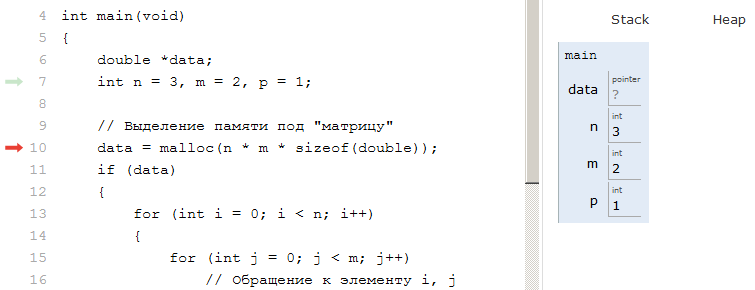 4 int main(void)
5 {
6     double *data;
7     int n = 3, m = 2, p = 1;
8
9     // Выделение памяти под "матрицу"
10     data = malloc(n * m * sizeof(double));
11     if (data)
12     {
13         for (int i = 0; i < n; i++)
14         {
15             for (int j = 0; j < m; j++)
16                 // Обращение к элементу i, j
Stack Heap
main
pointer
data ?
int
n 3
int
m 2
int
p 1